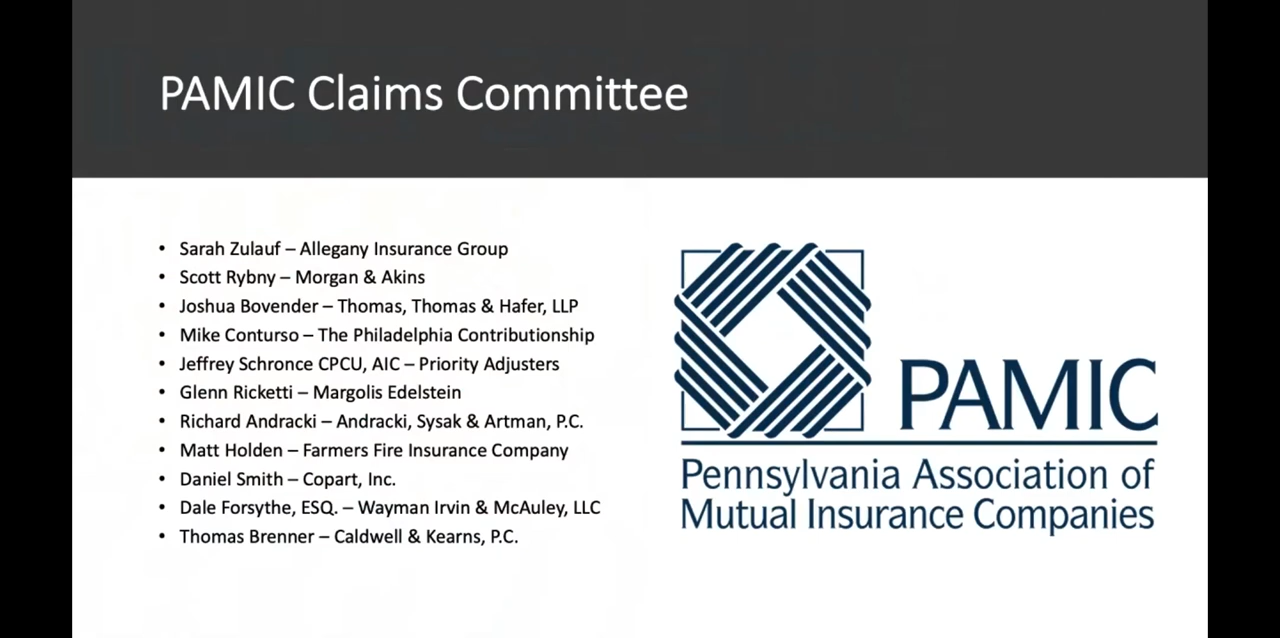 PAMIC Claims Committee
• Sarah Zulauf – Allegany Insurance Group
• Scott Rybny – Morgan & Akins
• Joshua Bovender – Thomas, Thomas & Hafer, LLP
• Mike Conturso – The Philadelphia Contributionship
• Jeffrey Schronce CPCU, AIC – Priority Adjusters
• Glenn Ricketti – Margolis Edelstein
• Richard Andracki – Andracki, Sysak & Artman, P.C.
• Matt Holden – Farmers Fire Insurance Company
• Daniel Smith – Copart, Inc.
• Dale Forsythe, ESQ. – Wayman Irvin & McAuley, LLC
• Thomas Brenner – Caldwell & Kearns, P.C.
PAMIC
Pennsylvania Association of
Mutual Insurance Companies